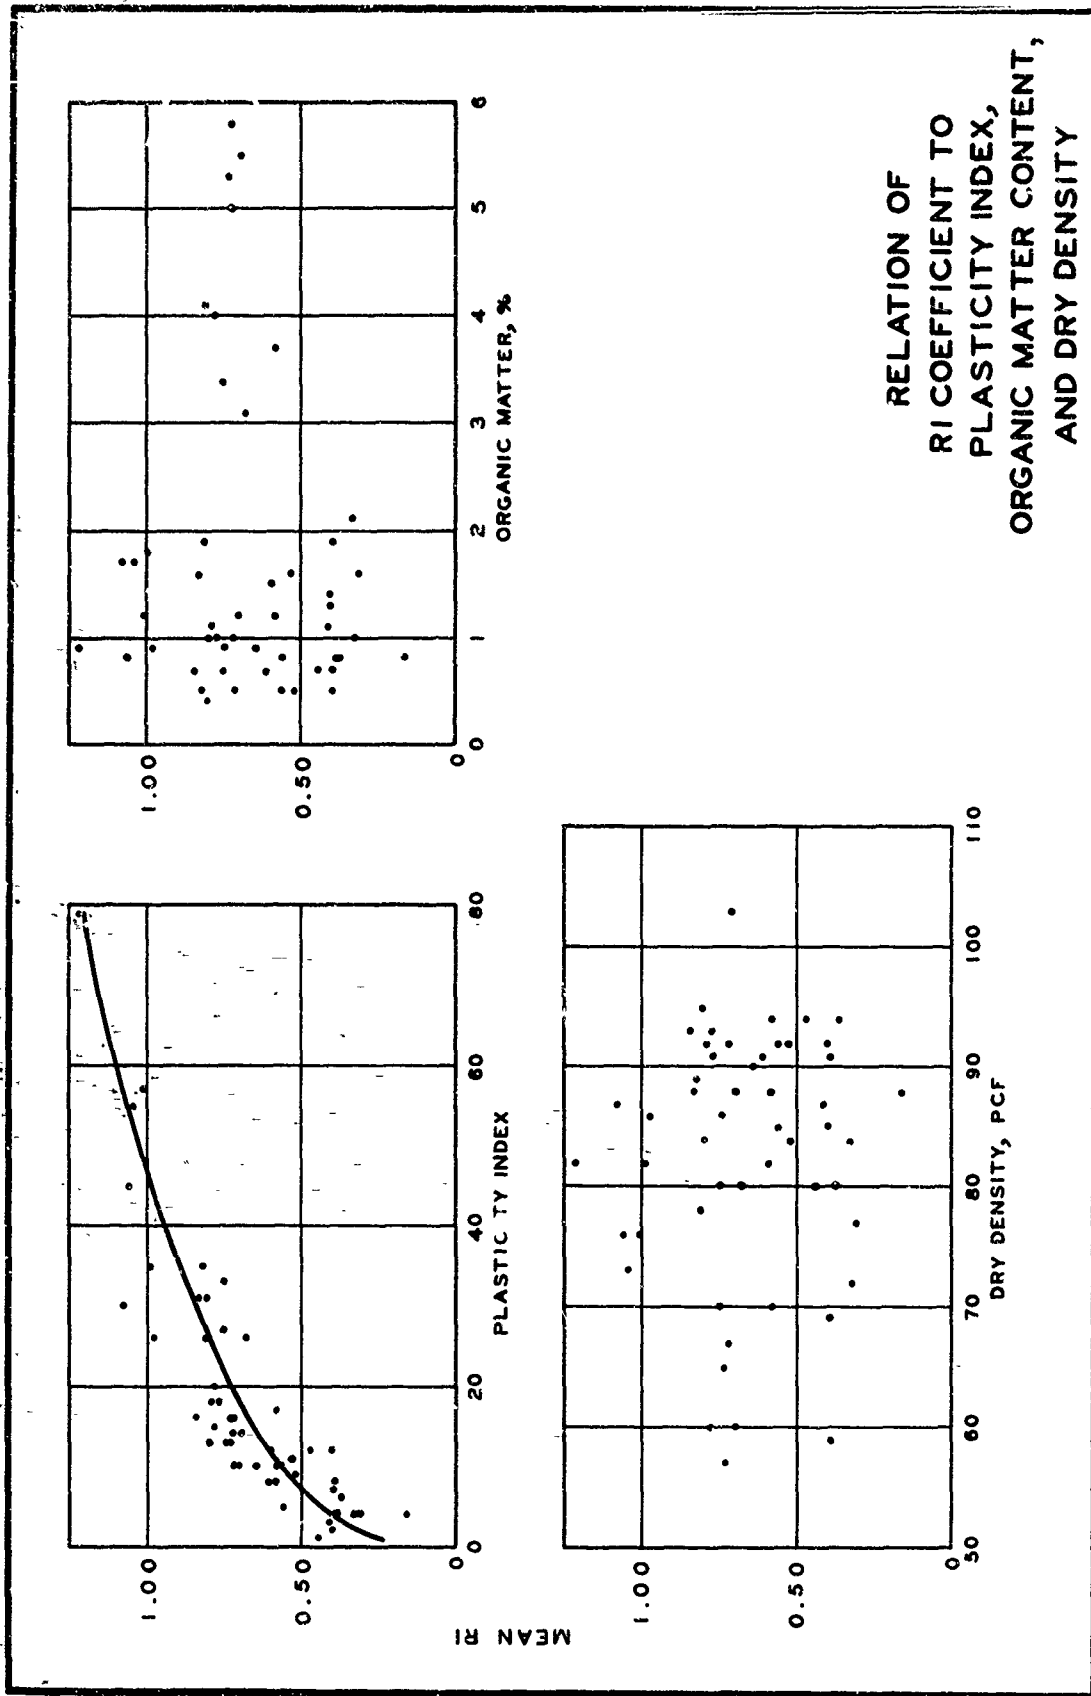 MEAN RI
1.00
0.50
0
0 20 40 60 80
PLASTIC TY INDEX
1.00
0.50
0
0 1 2 3 4 5 6
ORGANIC MATTER, %
1.00
0.50
0
50 60 70 80 90 100 110
DRY DENSITY, PCF
RELATION OF
RI COEFFICIENT TO
PLASTICITY INDEX,
ORGANIC MATTER CONTENT,
AND DRY DENSITY